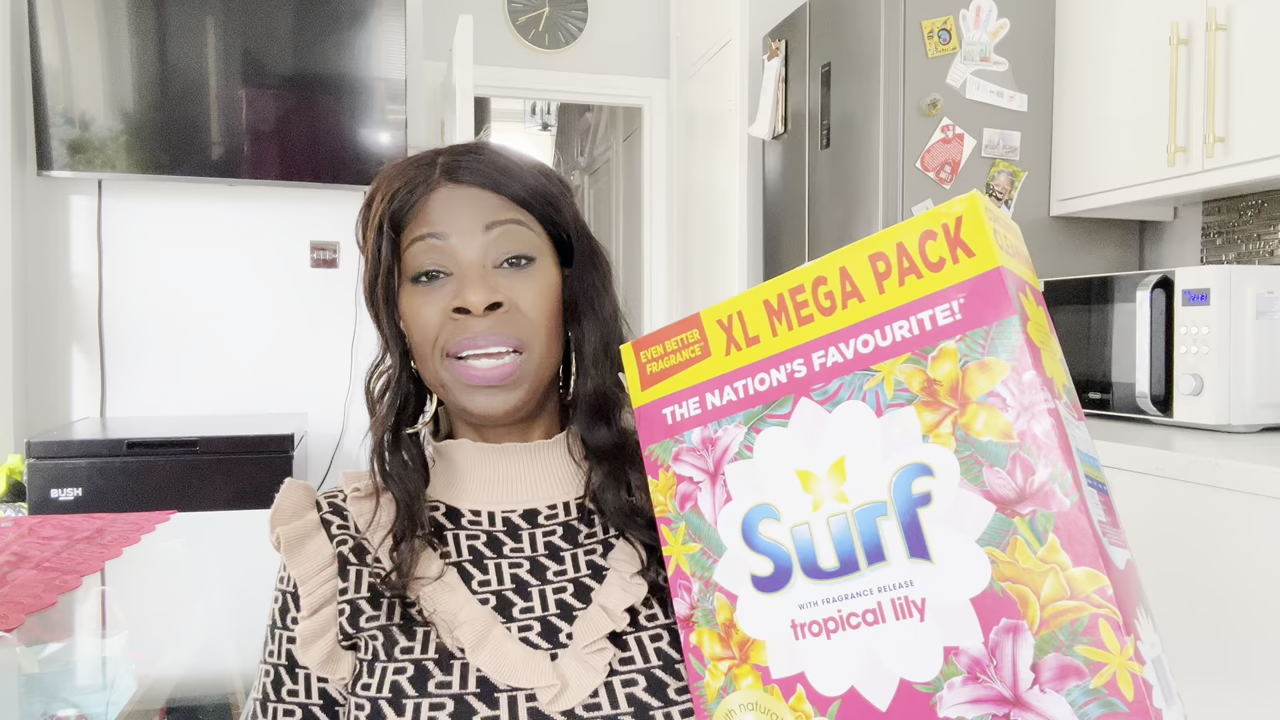 XL MEGA PACK
EVEN BETTER
FRAGRANCE
THE NATION'S FAVOURITE!*
Surf
WITH FRAGRANCE RELEASE
tropical lily
BUSH